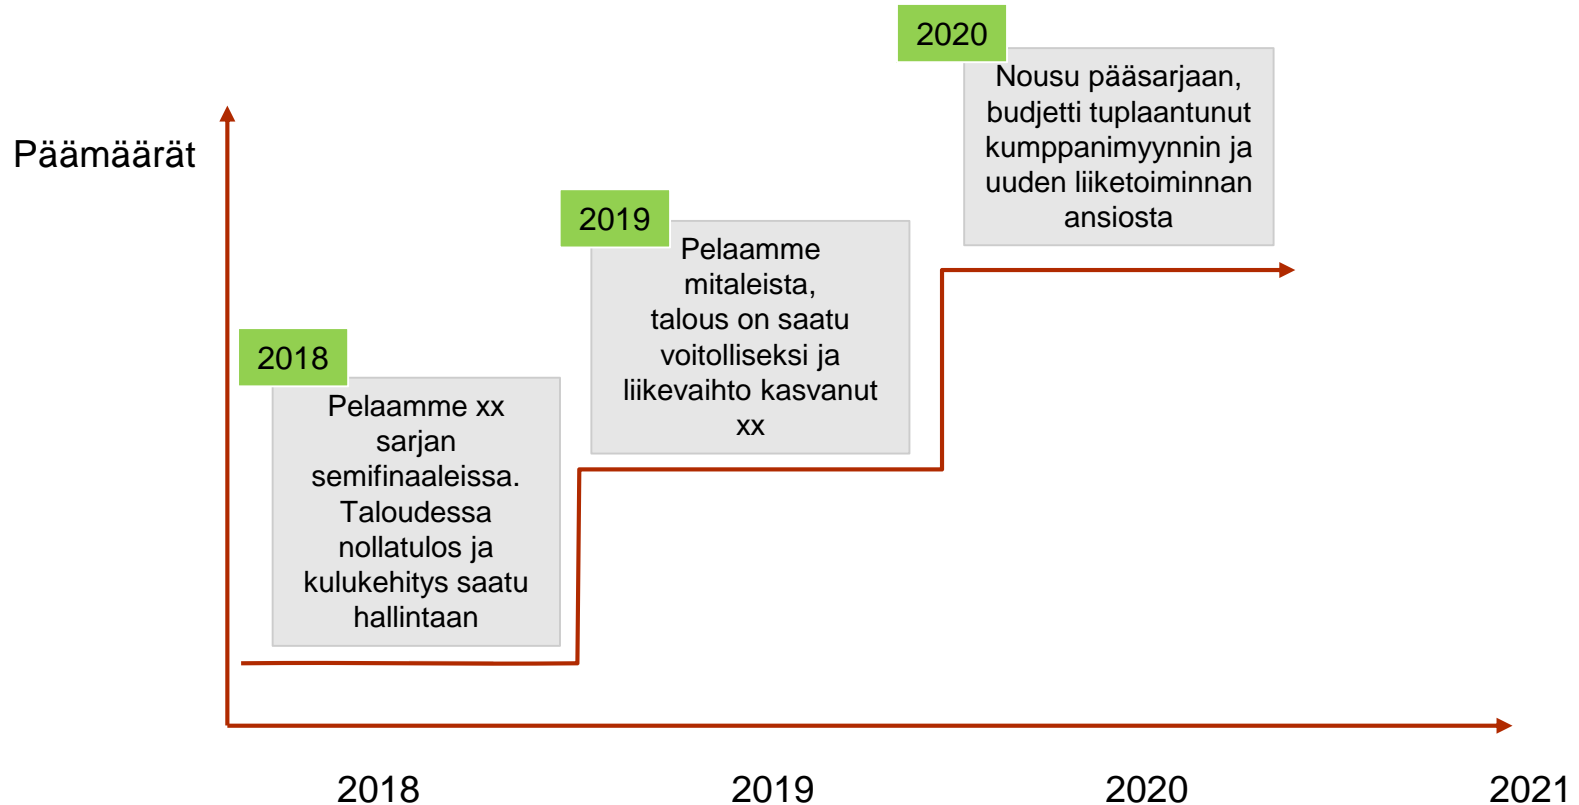 Päämäärät
2018
Pelaamme xx
sarjan
semifinaaleissa.
Taloudessa
nollatulos ja
kulukehitys saatu
hallintaan
2019
Pelaamme
mitaleista,
talous on saatu
voitolliseksi ja
liikevaihto kasvanut
xx
2020
Nousu pääsarjaan,
budjetti tuplaantunut
kumppanimyynnin ja
uuden liiketoiminnan
ansiosta
2018
2019
2020
2021